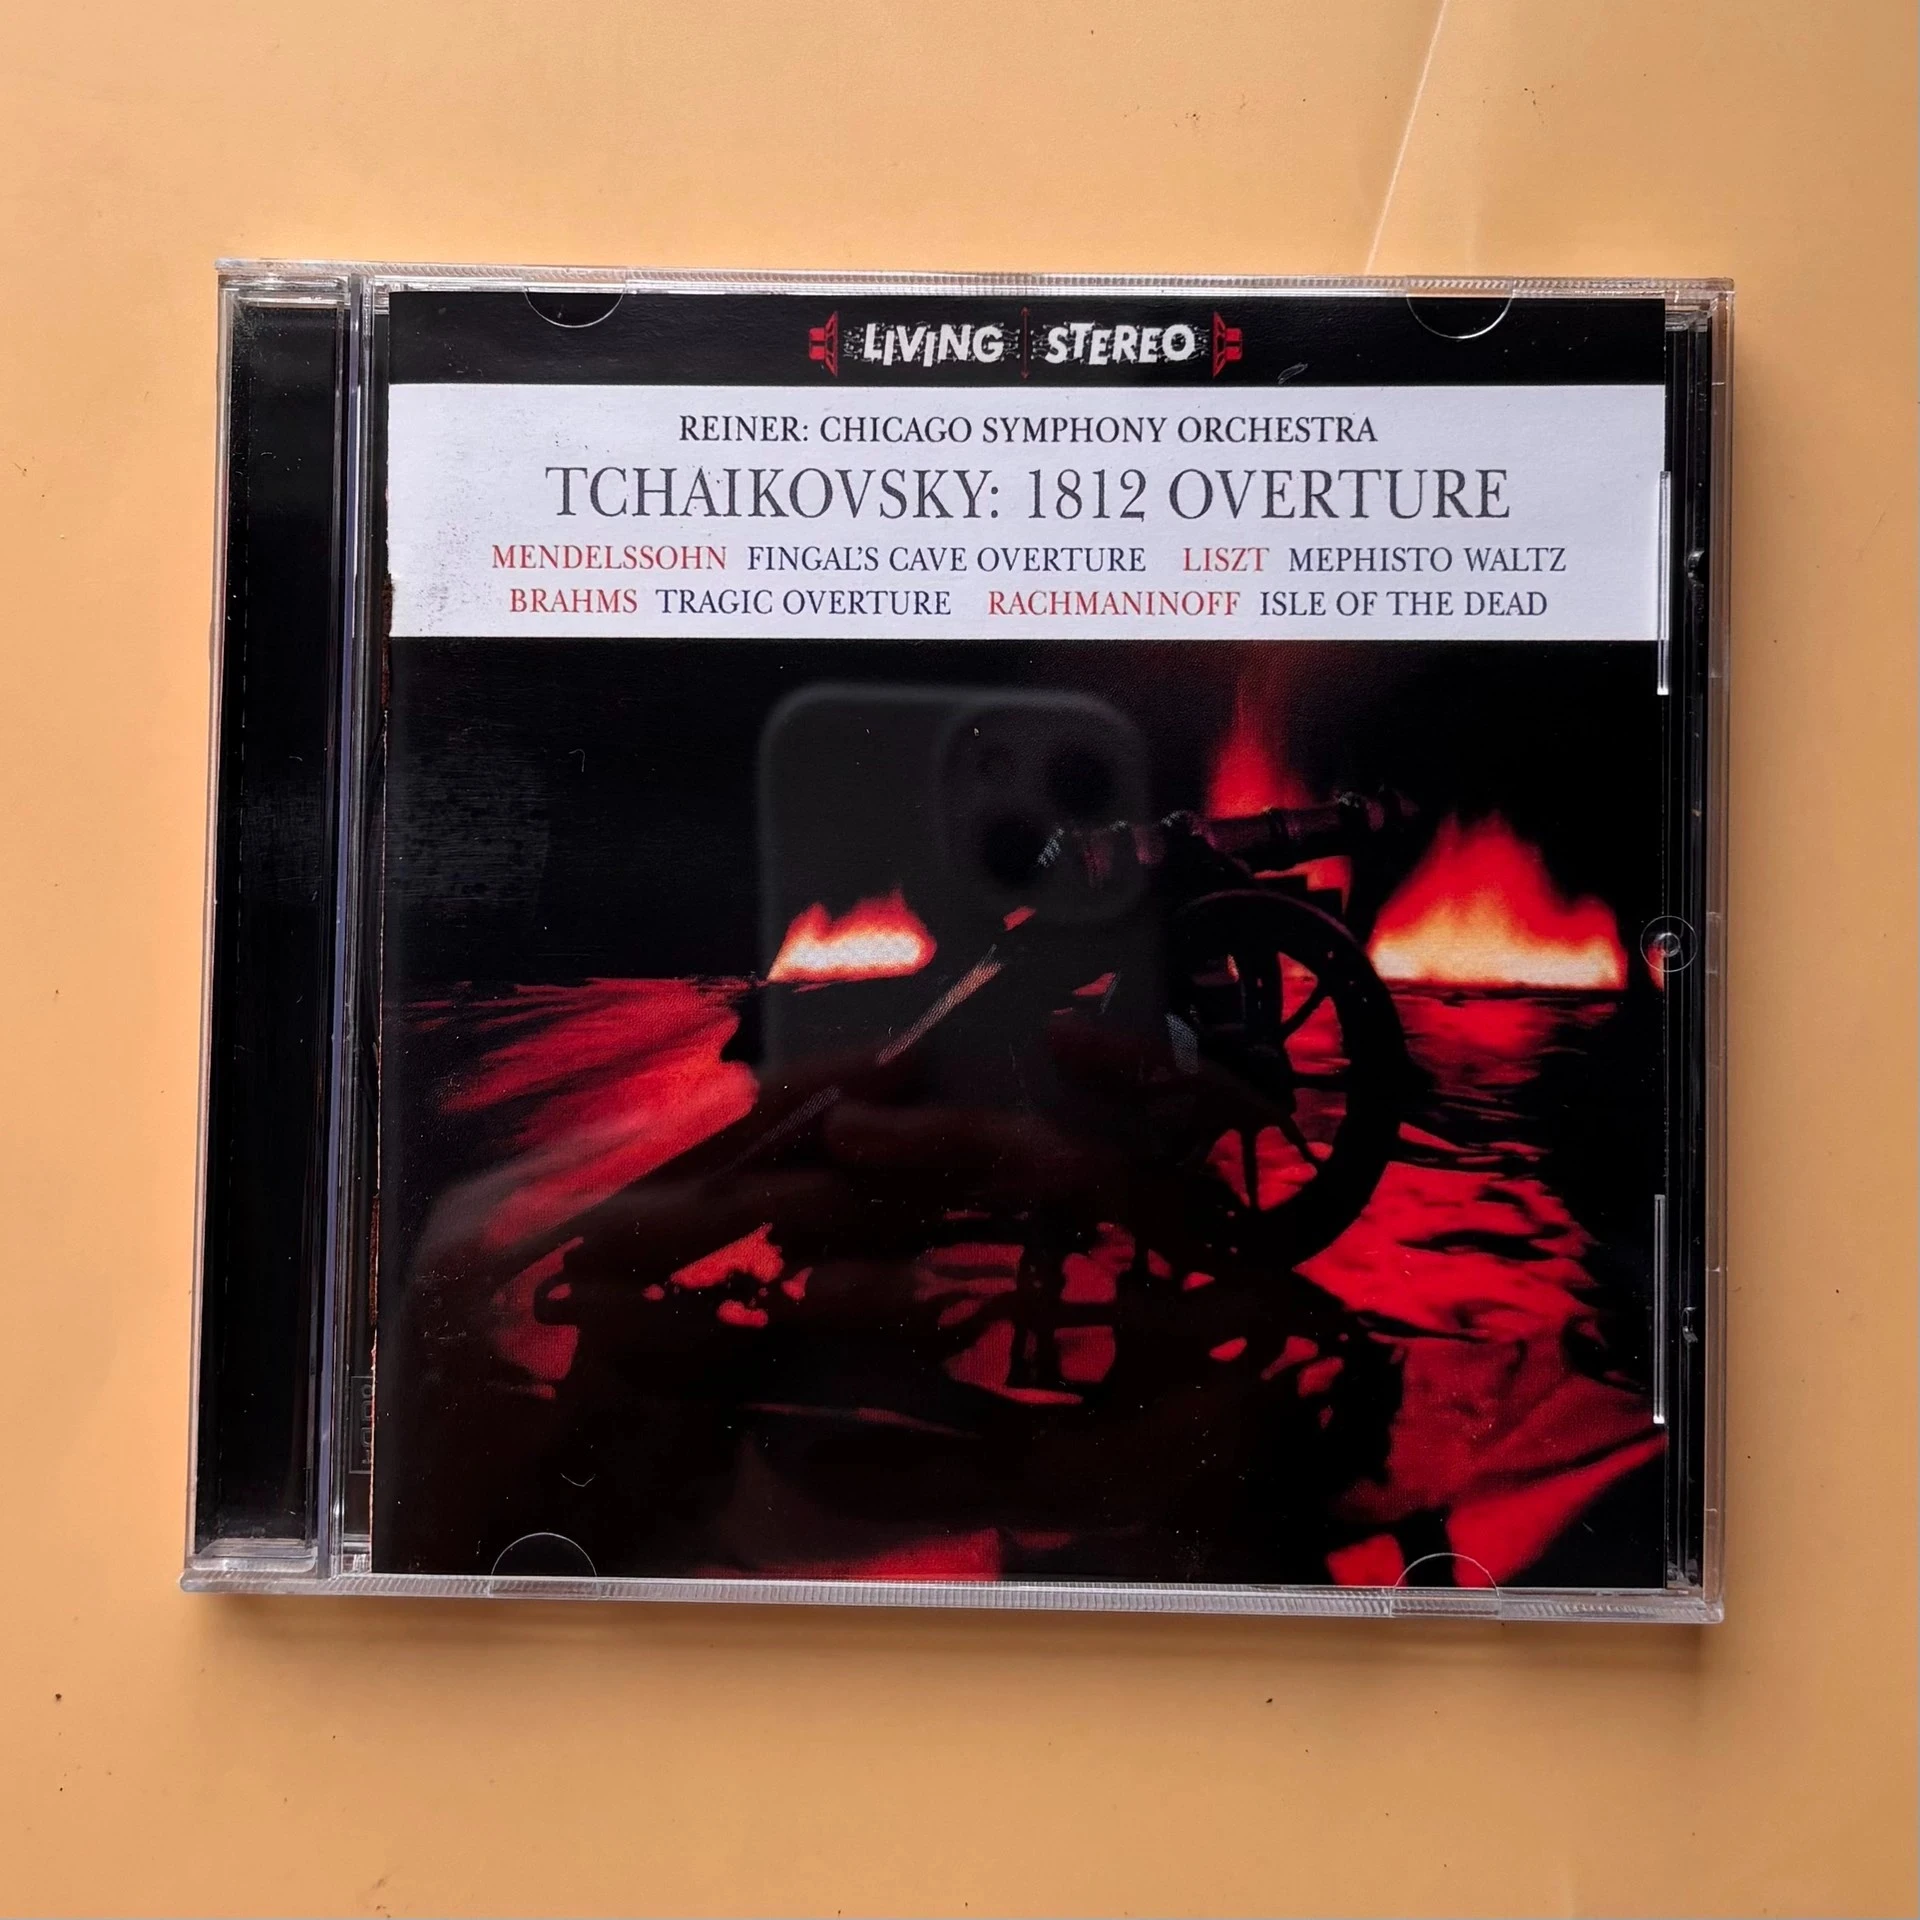 LIVING STEREO
REINER: CHICAGO SYMPHONY ORCHESTRA
TCHAIKOVSKY: 1812 OVERTURE
MENDELSSOHN FINGAL'S CAVE OVERTURE LISZT MEPHISTO WALTZ
BRAHMS TRAGIC OVERTURE RACHMANINOFF ISLE OF THE DEAD